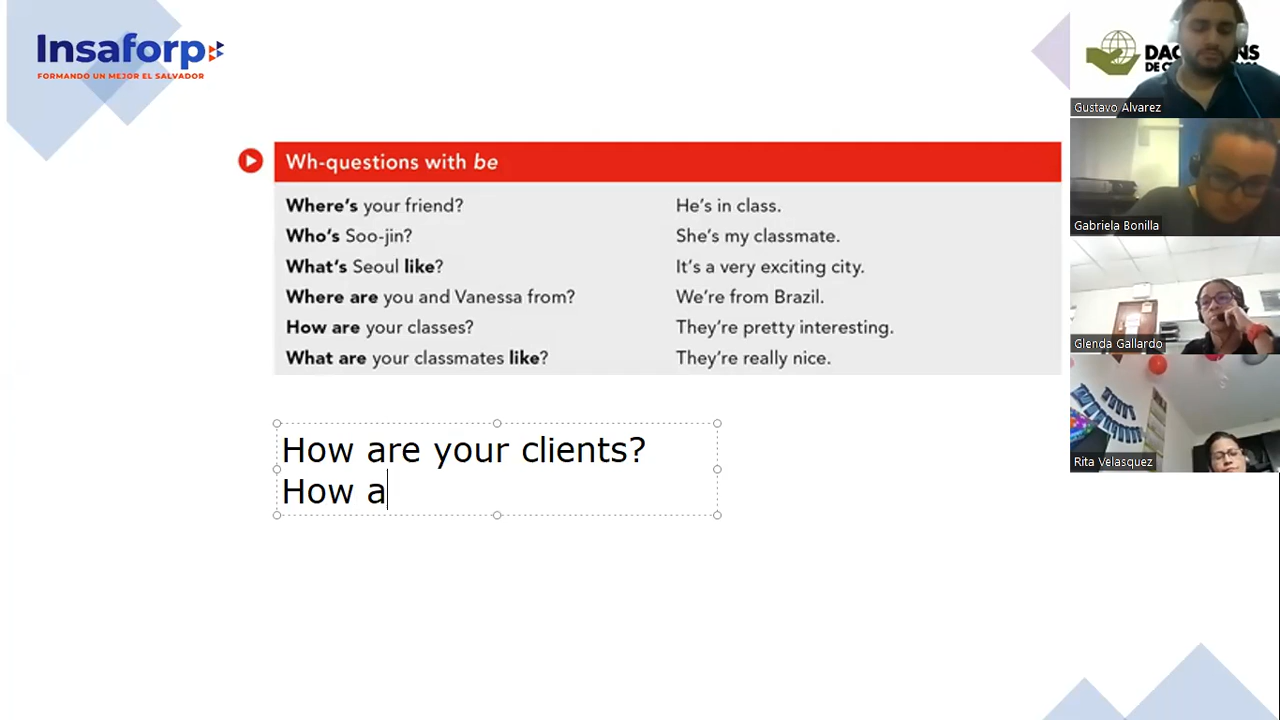 Insaforp
FORMANDO UN MEJOR EL SALVADOR
Wh-questions with be
Where's your friend? He's in class.
Who's Soo-jin? She's my classmate.
What's Seoul like? It's a very exciting city.
Where are you and Vanessa from? We're from Brazil.
How are your classes? They're pretty interesting.
What are your classmates like? They're really nice.
How are your clients?
How a
Gustavo Alvarez
Gabriela Bonilla
Glenda Gallardo
Rita Velasquez